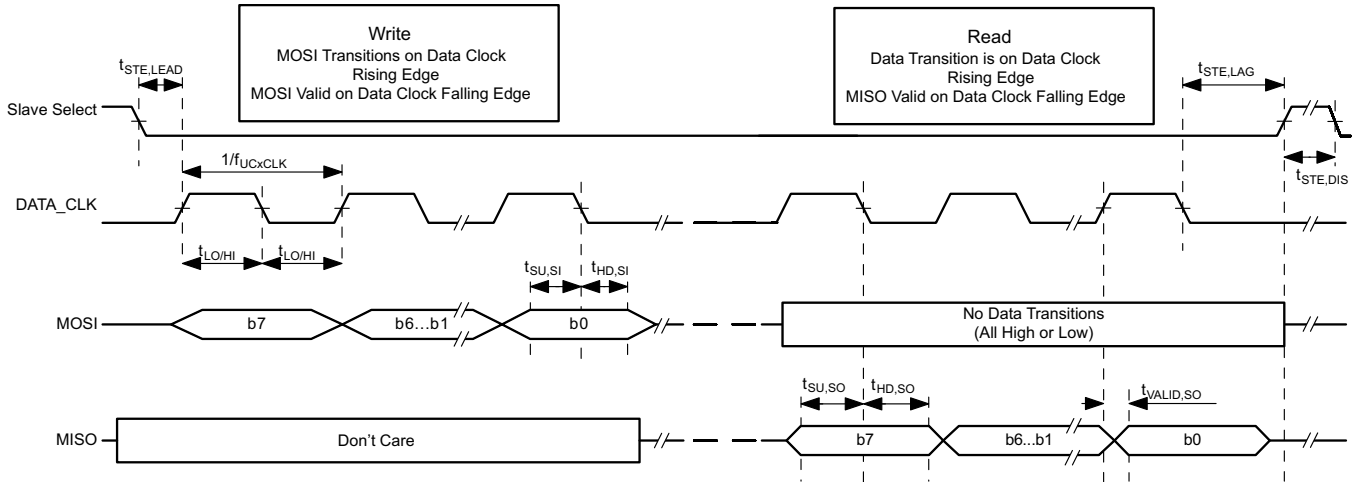 Write
MOSI Transitions on Data Clock
Rising Edge
MOSI Valid on Data Clock Falling Edge
Read
Data Transition is on Data Clock
Rising Edge
MISO Valid on Data Clock Falling Edge
tSTE,LEAD
tSTE,LAG
Slave Select
1/fUCxCLK
tSTE,DIS
DATA_CLK
tLO/HI
tLO/HI
tSU,SI
tHD,SI
MOSI
b7
b6...b1
b0
No Data Transitions
(All High or Low)
tSU,SO
tHD,SO
tVALID,SO
MISO
Don't Care
b7
b6...b1
b0